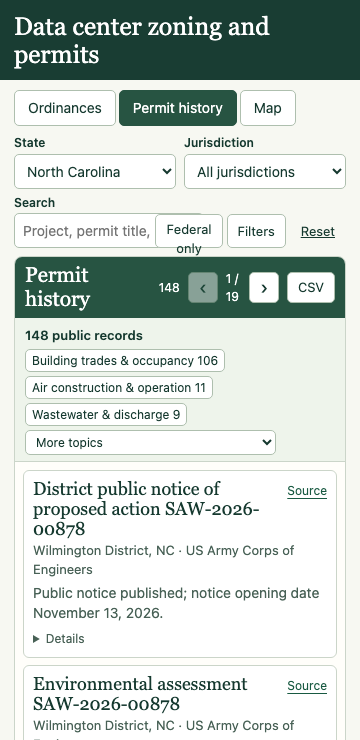 Data center zoning and
permits
Ordinances
Permit history
Map
State
Jurisdiction
North Carolina
All jurisdictions
Search
Project, permit title,
Federal
only
Filters
Reset
Permit
history
148
‹
1 /
19
›
CSV
148 public records
Building trades & occupancy 106
Air construction & operation 11
Wastewater & discharge 9
More topics
District public notice of
proposed action SAW-2026-
00878
Source
Wilmington District, NC · US Army Corps of
Engineers
Public notice published; notice opening date
November 13, 2026.
Details
Environmental assessment
SAW-2026-00878
Source
Wilmington District, NC · US Army Corps of